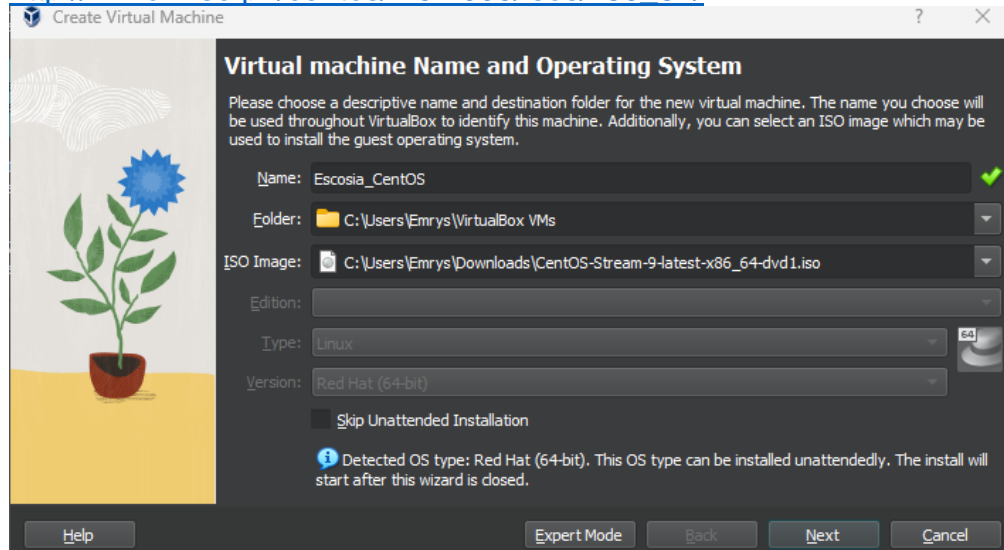 Create Virtual Machine
?
Virtual machine Name and Operating System
Please choose a descriptive name and destination folder for the new virtual machine. The name you choose will
be used throughout VirtualBox to identify this machine. Additionally, you can select an ISO image which may be
used to install the guest operating system.
Name: Escosia_CentOS
Folder: C:\Users\Emrys\VirtualBox VMs
ISO Image: C:\Users\Emrys\Downloads\CentOS-Stream-9-latest-x86_64-dvd1.iso
Edition:
Type: Linux
64
Version: Red Hat (64-bit)
Skip Unattended Installation
Detected OS type: Red Hat (64-bit). This OS type can be installed unattendedly. The install will
start after this wizard is closed.
Help Expert Mode Back Next Cancel